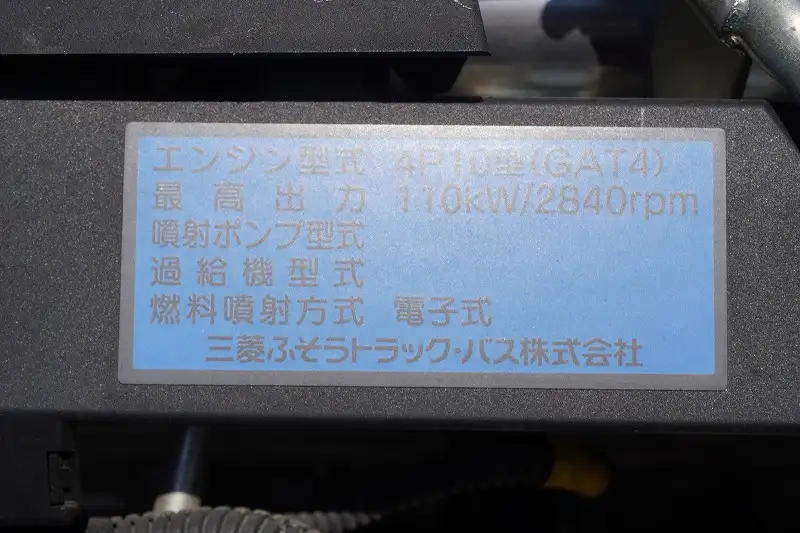 エンジン型式 4P10型(GAT4)
最高出力 110kW/2840rpm
噴射ポンプ型式
過給機型式
燃料噴射方式 電子式
三菱ふそうトラック・バス株式会社